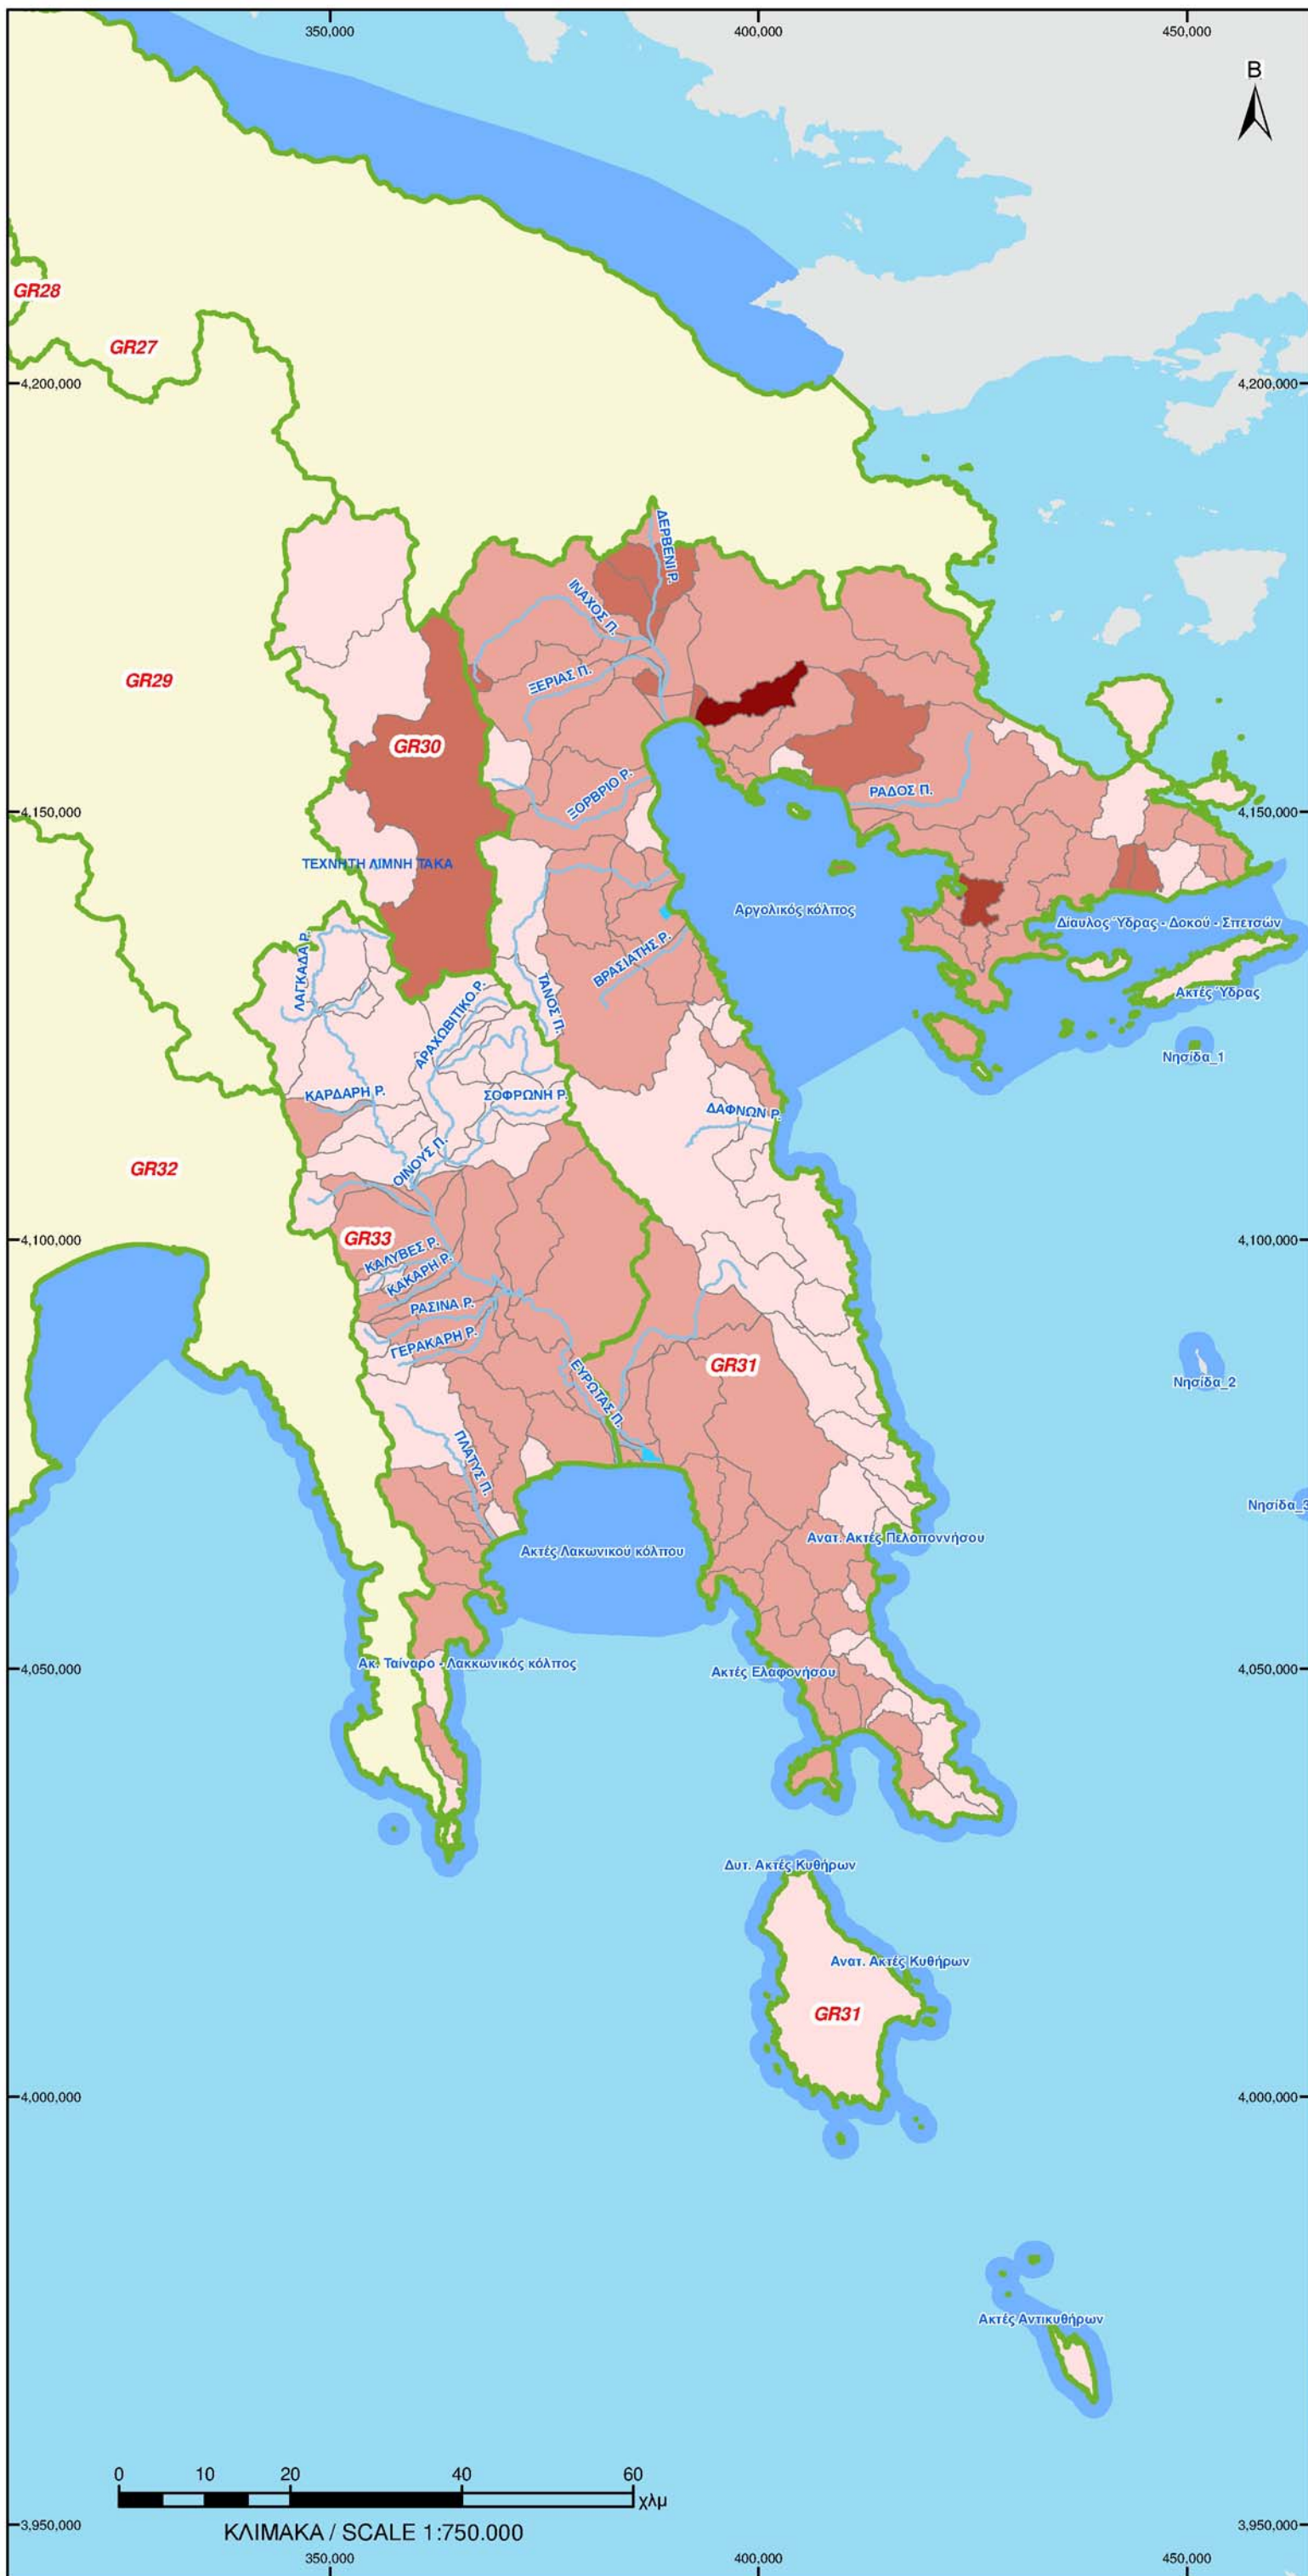 350,000
400,000
450,000
Β
GR28
GR27
4,200,000
4,200,000
ΔΕΡΒΕΝΙ Ρ.
ΙΝΑΧΟΣ Π.
ΞΕΡΙΑΣ Π.
GR29
GR30
ΞΟΡΒΡΙΟ Ρ.
ΡΑΔΟΣ Π.
4,150,000
4,150,000
ΤΕΧΝΗΤΗ ΛΙΜΝΗ ΤΑΚΑ
Αργολικός κόλπος
Δίαυλος Ύδρας - Δοκού - Σπετσών
ΛΑΓΚΑΔΑ Ρ.
ΒΡΑΣΙΑΤΗΣ Ρ.
Ακτές Ύδρας
ΤΑΝΟΣ Π.
ΑΡΑΧΩΒΙΤΙΚΟ Ρ.
Νησίδα_1
ΚΑΡΔΑΡΗ Ρ.
ΣΟΦΡΩΝΗ Ρ.
ΔΑΦΝΩΝ Ρ.
ΟΙΝΟΥΣ Π.
GR32
GR33
4,100,000
4,100,000
ΚΑΛΥΒΕΣ Ρ.
ΚΑΚΑΡΗ Ρ.
ΡΑΣΙΝΑ Ρ.
ΓΕΡΑΚΑΡΗ Ρ.
GR31
ΕΥΡΩΤΑΣ Π.
Νησίδα_2
ΠΛΑΤΥΣ Π.
Νησίδα_3
Ανατ. Ακτές Πελοποννήσου
Ακτές Λακωνικού κόλπου
Ακ. Ταίναρο - Λακκωνικός κόλπος
Ακτές Ελαφονήσου
4,050,000
4,050,000
Δυτ. Ακτές Κυθήρων
Ανατ. Ακτές Κυθήρων
GR31
4,000,000
4,000,000
Ακτές Αντικυθήρων
0 10 20 40 60
χλμ
ΚΛΙΜΑΚΑ / SCALE 1:750.000
3,950,000
3,950,000
350,000
400,000
450,000